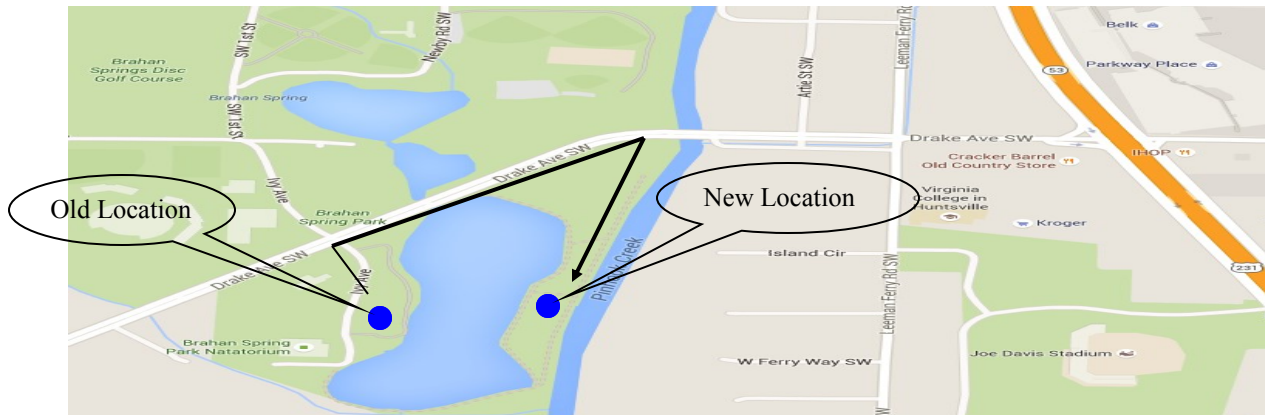 SW 1st St
Newby Rd SW
Leeman Ferry Rd
Belk
Brahan
Springs Disc
Golf Course
53
Parkway Place
Artie St SW
Brahan Spring
SW 1st St
Drake Ave SW
Drake Ave SW
IHOP
Cracker Barrel
Old Country Store
Ivy Ave
Virginia
College in
Huntsville
Old Location
New Location
Brahan
Spring Park
Kroger
Island Cir
231
Drake Ave SW
Ivy Ave
Pinhook Creek
Leeman Ferry Rd SW
Brahan Spring
Park Natatorium
W Ferry Way SW
Joe Davis Stadium
W